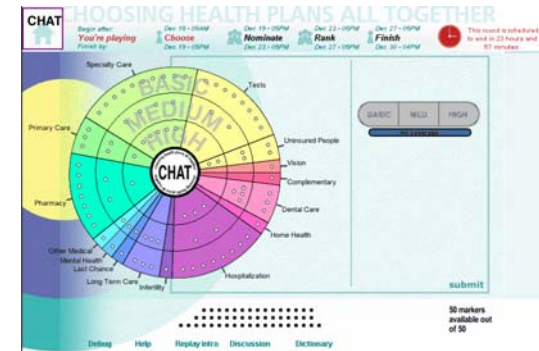 CHOOSING HEALTH PLANS ALL TOGETHER
CHAT
Begin after:
You're playing
Finish by:
Dec 19 - 05PM
Choose
Dec 19 - 05PM
Nominate
Dec 23 - 05PM
Dec 23 - 05PM
Rank
Dec 27 - 05PM
Dec 27 - 05PM
Finish
Dec 30 - 04PM
This round is scheduled
to end in 23 hours and
57 minutes
Specialty Care
Tests
BASIC
MEDIUM
HIGH
Primary Care
Uninsured People
Vision
CHAT
Complementary
Pharmacy
Dental Care
Home Health
Other Medical
Mental Health
Last Chance
Long Term Care
Infertility
Hospitalization
BASIC
HIGH
submit
50 markers
available out
of 50
Debug
Help
Replay intro
Discussion
Dictionary